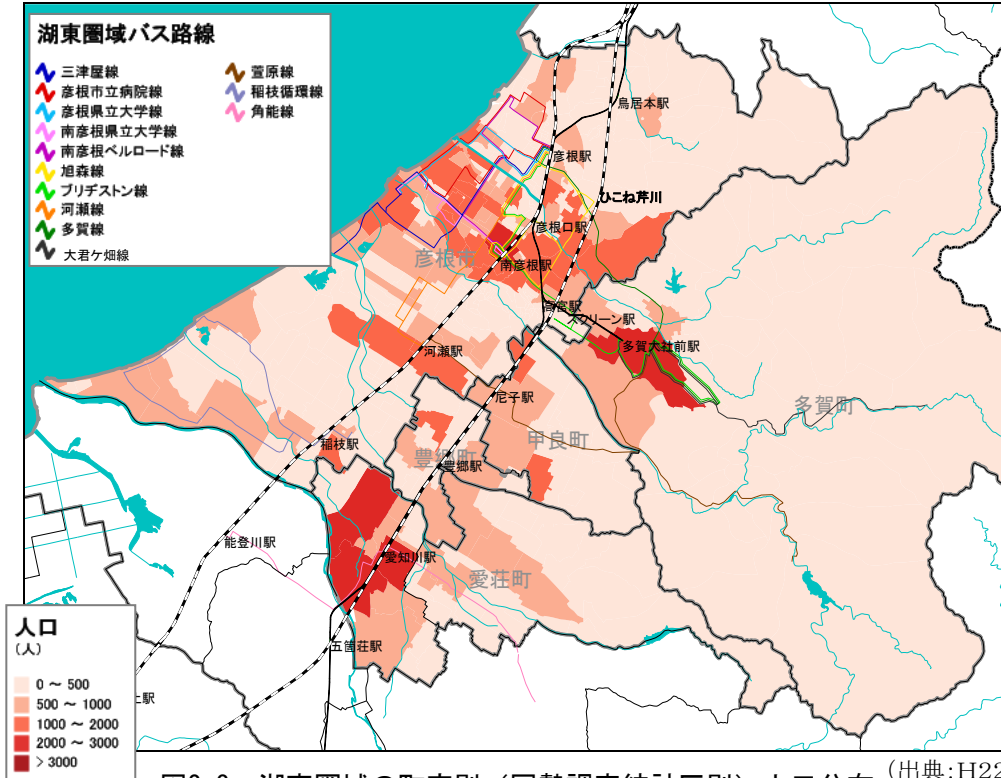 湖東圏域バス路線
三津屋線
彦根市立病院線
彦根県立大学線
南彦根県立大学線
南彦根ベルロード線
旭森線
ブリヂストン線
河瀬線
多賀線
大君ケ畑線
萱原線
稲枝循環線
角能線
鳥居本駅
彦根駅
ひこね芹川
彦根口駅
彦根市
南彦根駅
高宮駅
スクリーン駅
多賀大社前駅
河瀬駅
尼子駅
多賀町
甲良町
稲枝駅
豊郷町
豊郷駅
能登川駅
愛知川駅
愛荘町
五箇荘駅
駅
人口
(人)
0 ~ 500
500 ~ 1000
1000 ~ 2000
2000 ~ 3000
> 3000
(出典:H22